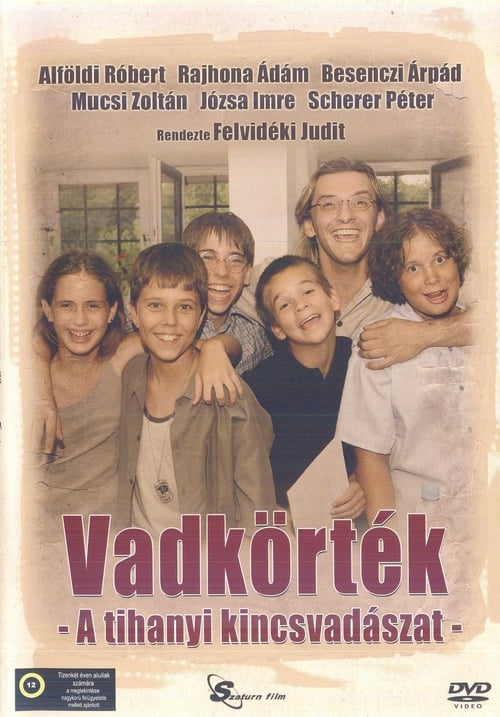 Alföldi Róbert Rajhona Ádám Besenczi Árpád
Mucsi Zoltán Józsa Imre Scherer Péter
Rendezte Felvidéki Judit
Vadkörték
- A tihanyi kincsvadászat -
12
Tizenkét éven aluliak
számára
a megtekintése
nagykorú felügyelete
mellett ajánlott
Szaturn film
DVD
VIDEO